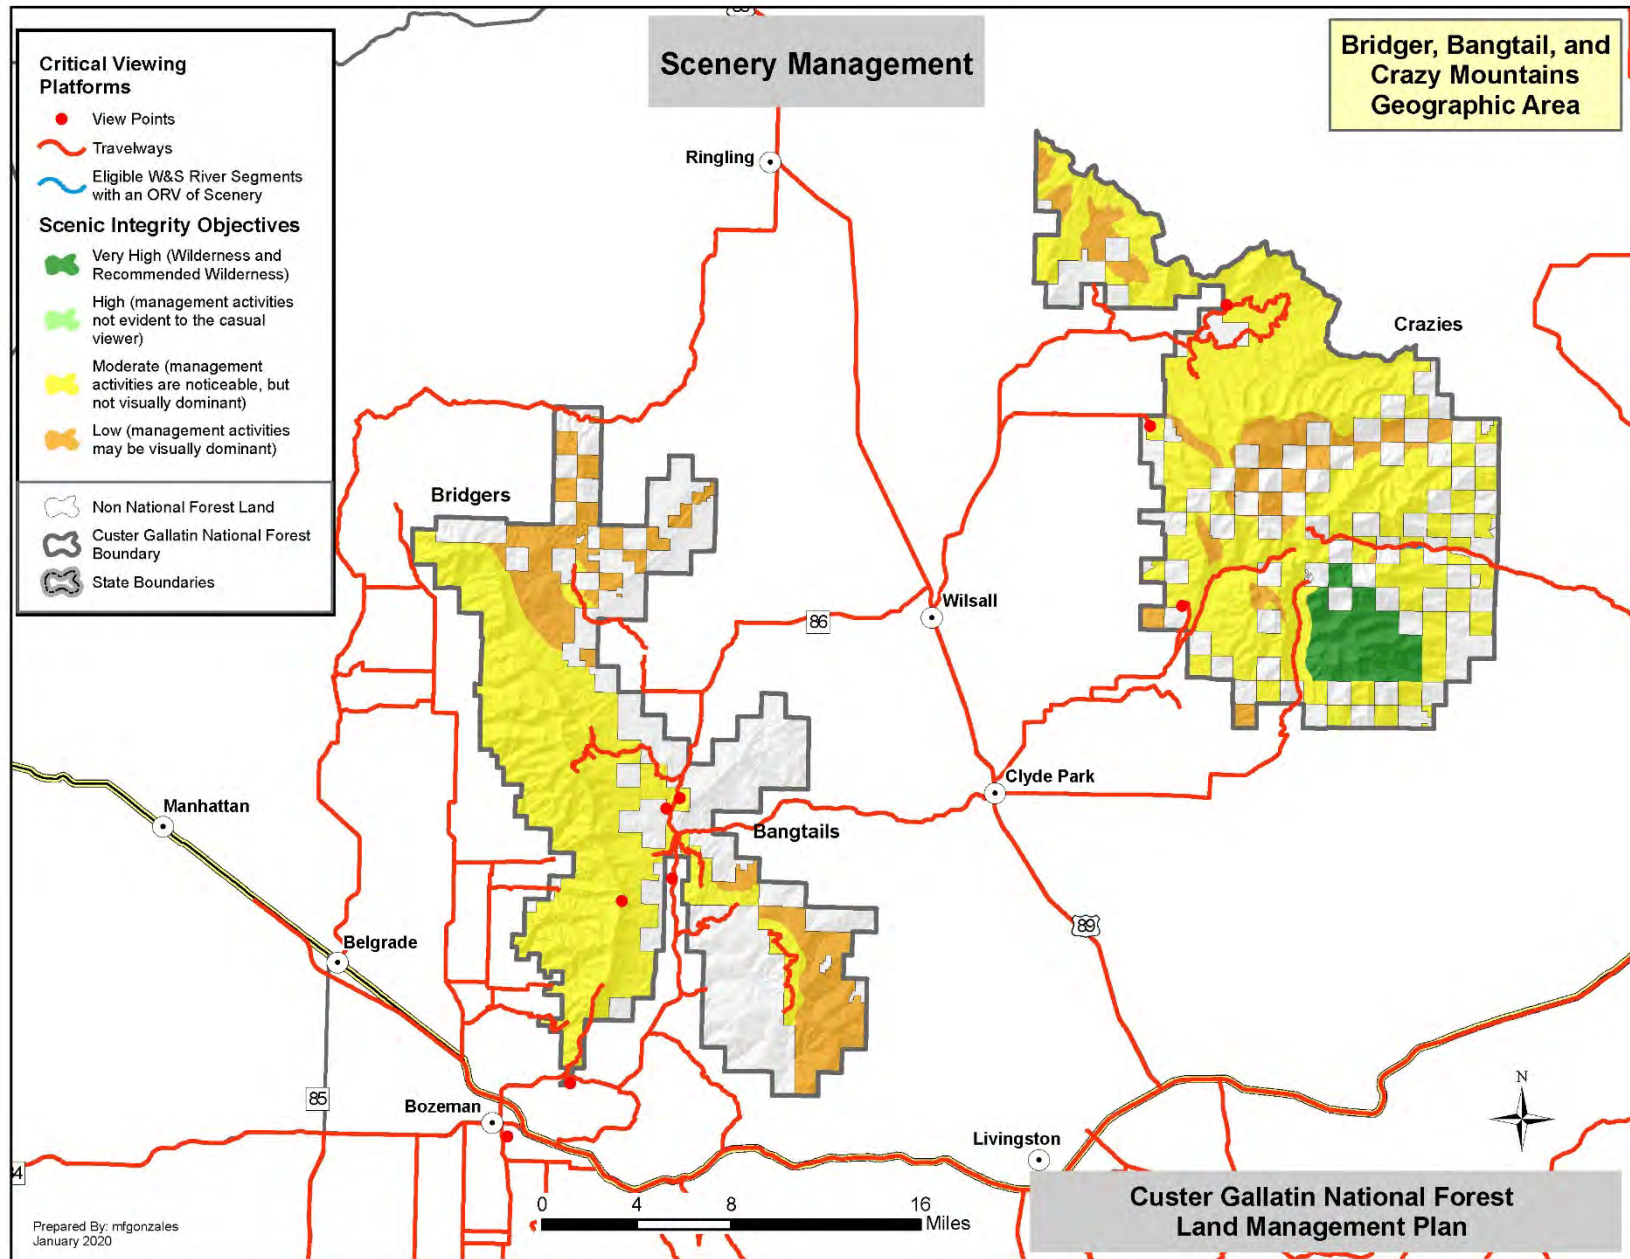 Scenery Management
Bridger, Bangtail, and
Crazy Mountains
Geographic Area
Critical Viewing
Platforms
View Points
Travelways
Eligible W&S River Segments
with an ORV of Scenery
Scenic Integrity Objectives
Very High (Wilderness and
Recommended Wilderness)
High (management activities
not evident to the casual
viewer)
Moderate (management
activities are noticeable, but
not visually dominant)
Low (management activities
may be visually dominant)
Non National Forest Land
Custer Gallatin National Forest
Boundary
State Boundaries
Ringling
Crazies
Bridgers
Wilsall
86
Clyde Park
Manhattan
Bangtails
89
Belgrade
85
Bozeman
Livingston
N
0 4 8 16
Miles
Custer Gallatin National Forest
Land Management Plan
Prepared By: mfgonzales
January 2020